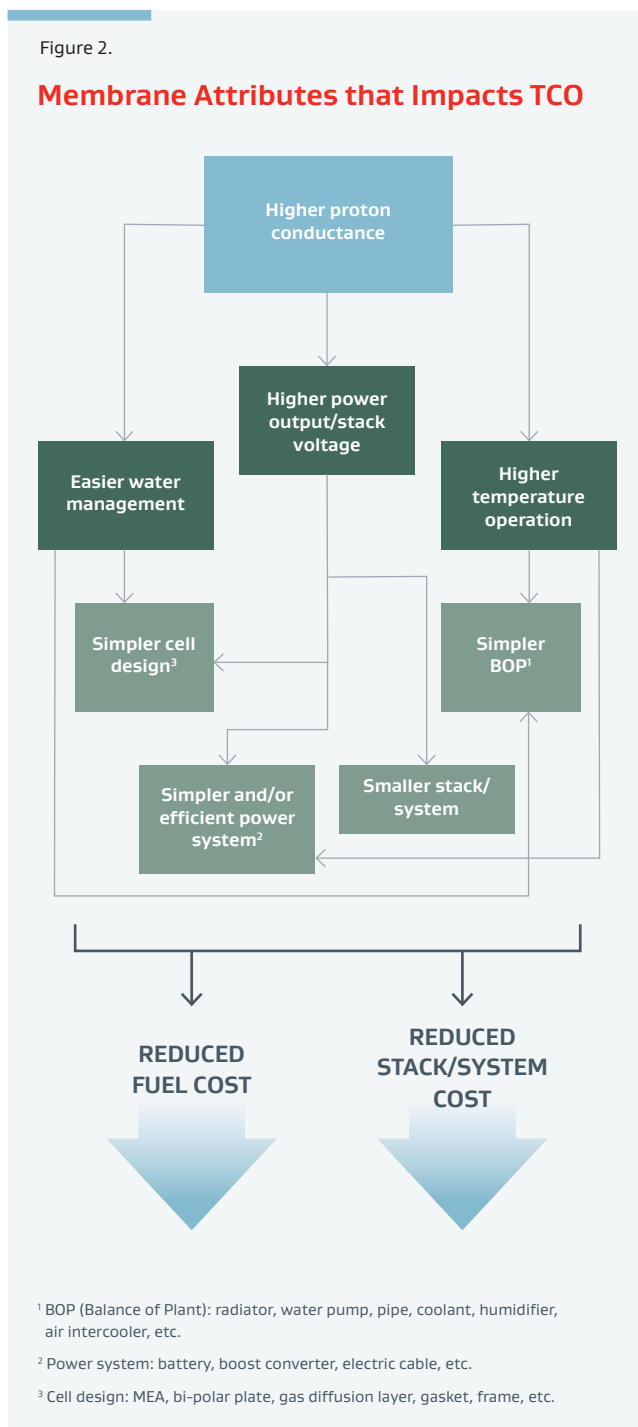 Figure 2.
Membrane Attributes that Impacts TCO
Higher proton
conductance
Higher power
output/stack
voltage
Easier water
management
Higher
temperature
operation
Simpler cell
design³
Simpler
BOP¹
Simpler and/or
efficient power
system²
Smaller stack/
system
REDUCED
FUEL COST
REDUCED
STACK/SYSTEM
COST
¹ BOP (Balance of Plant): radiator, water pump, pipe, coolant, humidifier,
air intercooler, etc.
² Power system: battery, boost converter, electric cable, etc.
³ Cell design: MEA, bi-polar plate, gas diffusion layer, gasket, frame, etc.